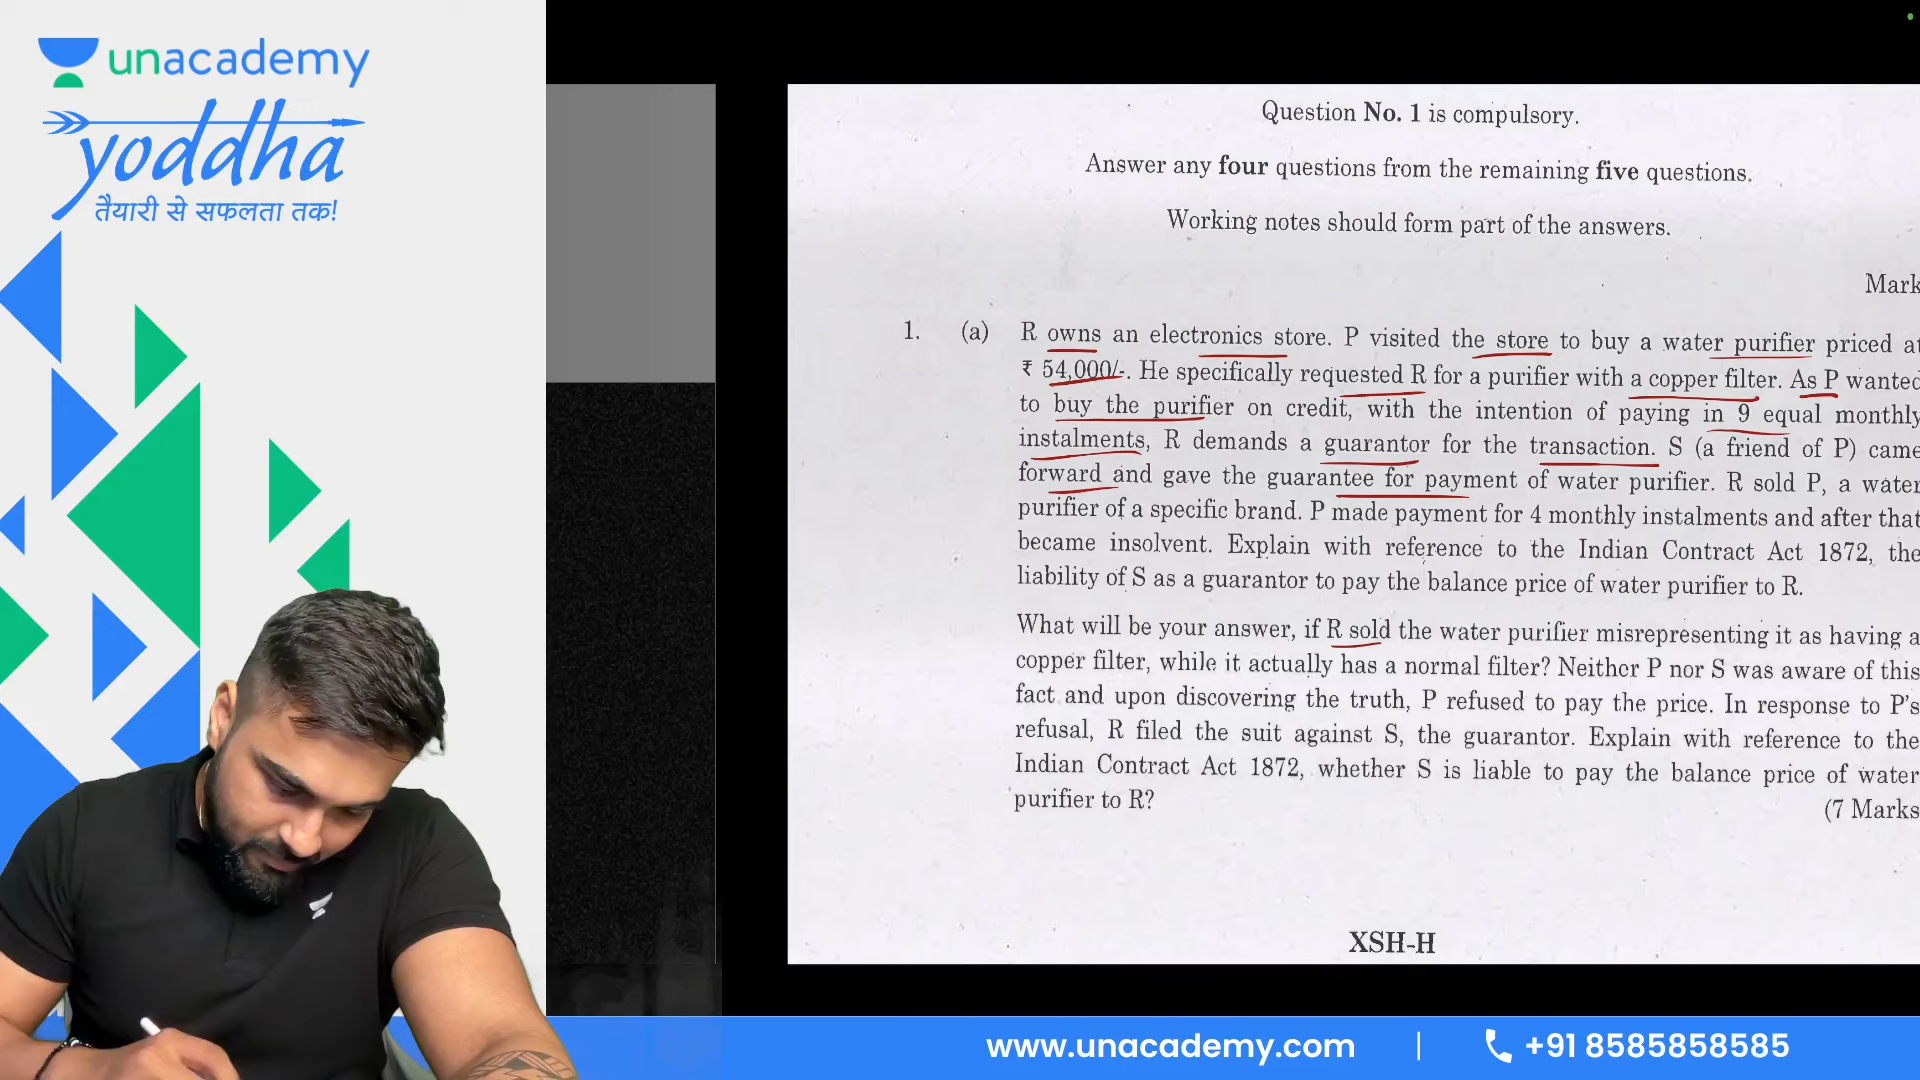 unacademy
yoddha
तैयारी से सफलता तक!
Question No. 1 is compulsory.
Answer any four questions from the remaining five questions.
Working notes should form part of the answers.
Mark
1. (a) R owns an electronics store. P visited the store to buy a water purifier priced at
₹ 54,000/-. He specifically requested R for a purifier with a copper filter. As P wanted
to buy the purifier on credit, with the intention of paying in 9 equal monthly
instalments, R demands a guarantor for the transaction. S (a friend of P) came
forward and gave the guarantee for payment of water purifier. R sold P, a water
purifier of a specific brand. P made payment for 4 monthly instalments and after that
became insolvent. Explain with reference to the Indian Contract Act 1872, the
liability of S as a guarantor to pay the balance price of water purifier to R.
What will be your answer, if R sold the water purifier misrepresenting it as having a
copper filter, while it actually has a normal filter? Neither P nor S was aware of this
fact and upon discovering the truth, P refused to pay the price. In response to P's
refusal, R filed the suit against S, the guarantor. Explain with reference to the
Indian Contract Act 1872, whether S is liable to pay the balance price of water
purifier to R?
(7 Marks
XSH-H
www.unacademy.com | +91 8585858585